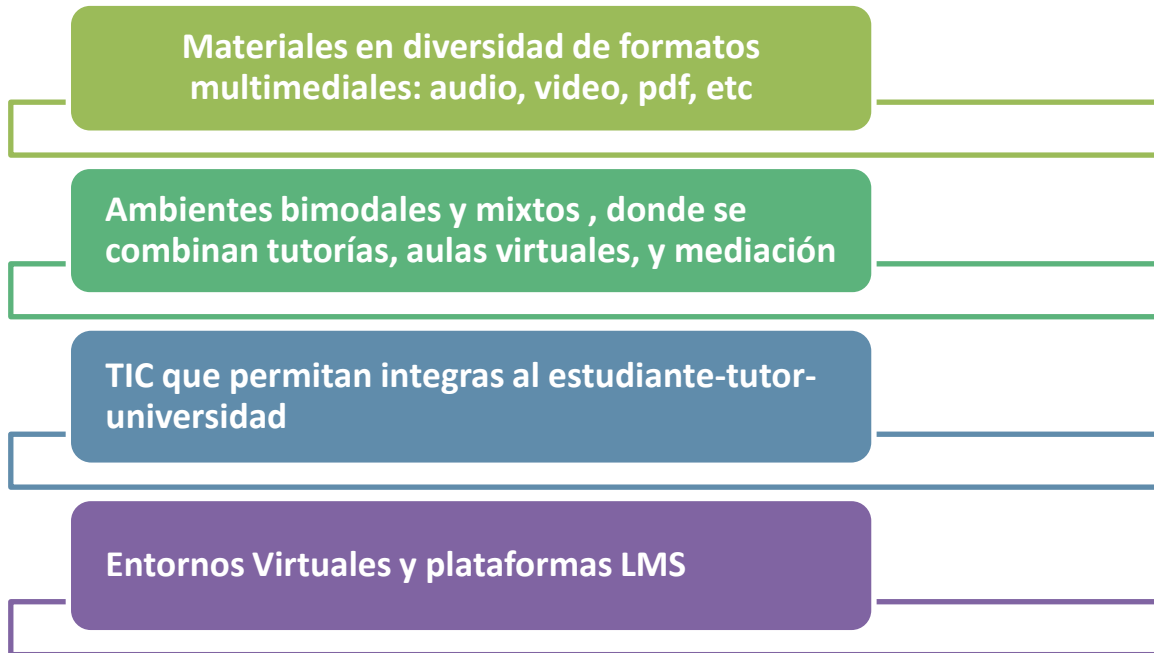 Materiales en diversidad de formatos
multimediales: audio, video, pdf, etc
Ambientes bimodales y mixtos , donde se
combinan tutorías, aulas virtuales, y mediación
TIC que permitan integras al estudiante-tutor-
universidad
Entornos Virtuales y plataformas LMS